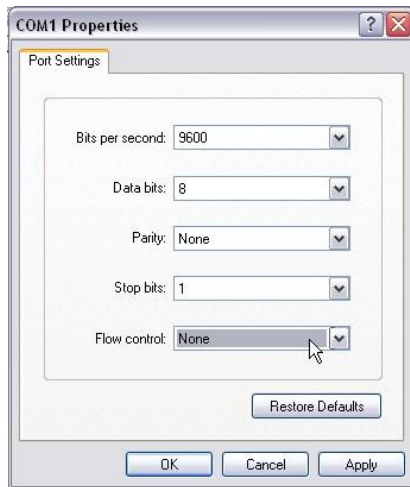 COM1 Properties
Port Settings
Bits per second: 9600
Data bits: 8
Parity: None
Stop bits: 1
Flow control: None
Restore Defaults
OK Cancel Apply